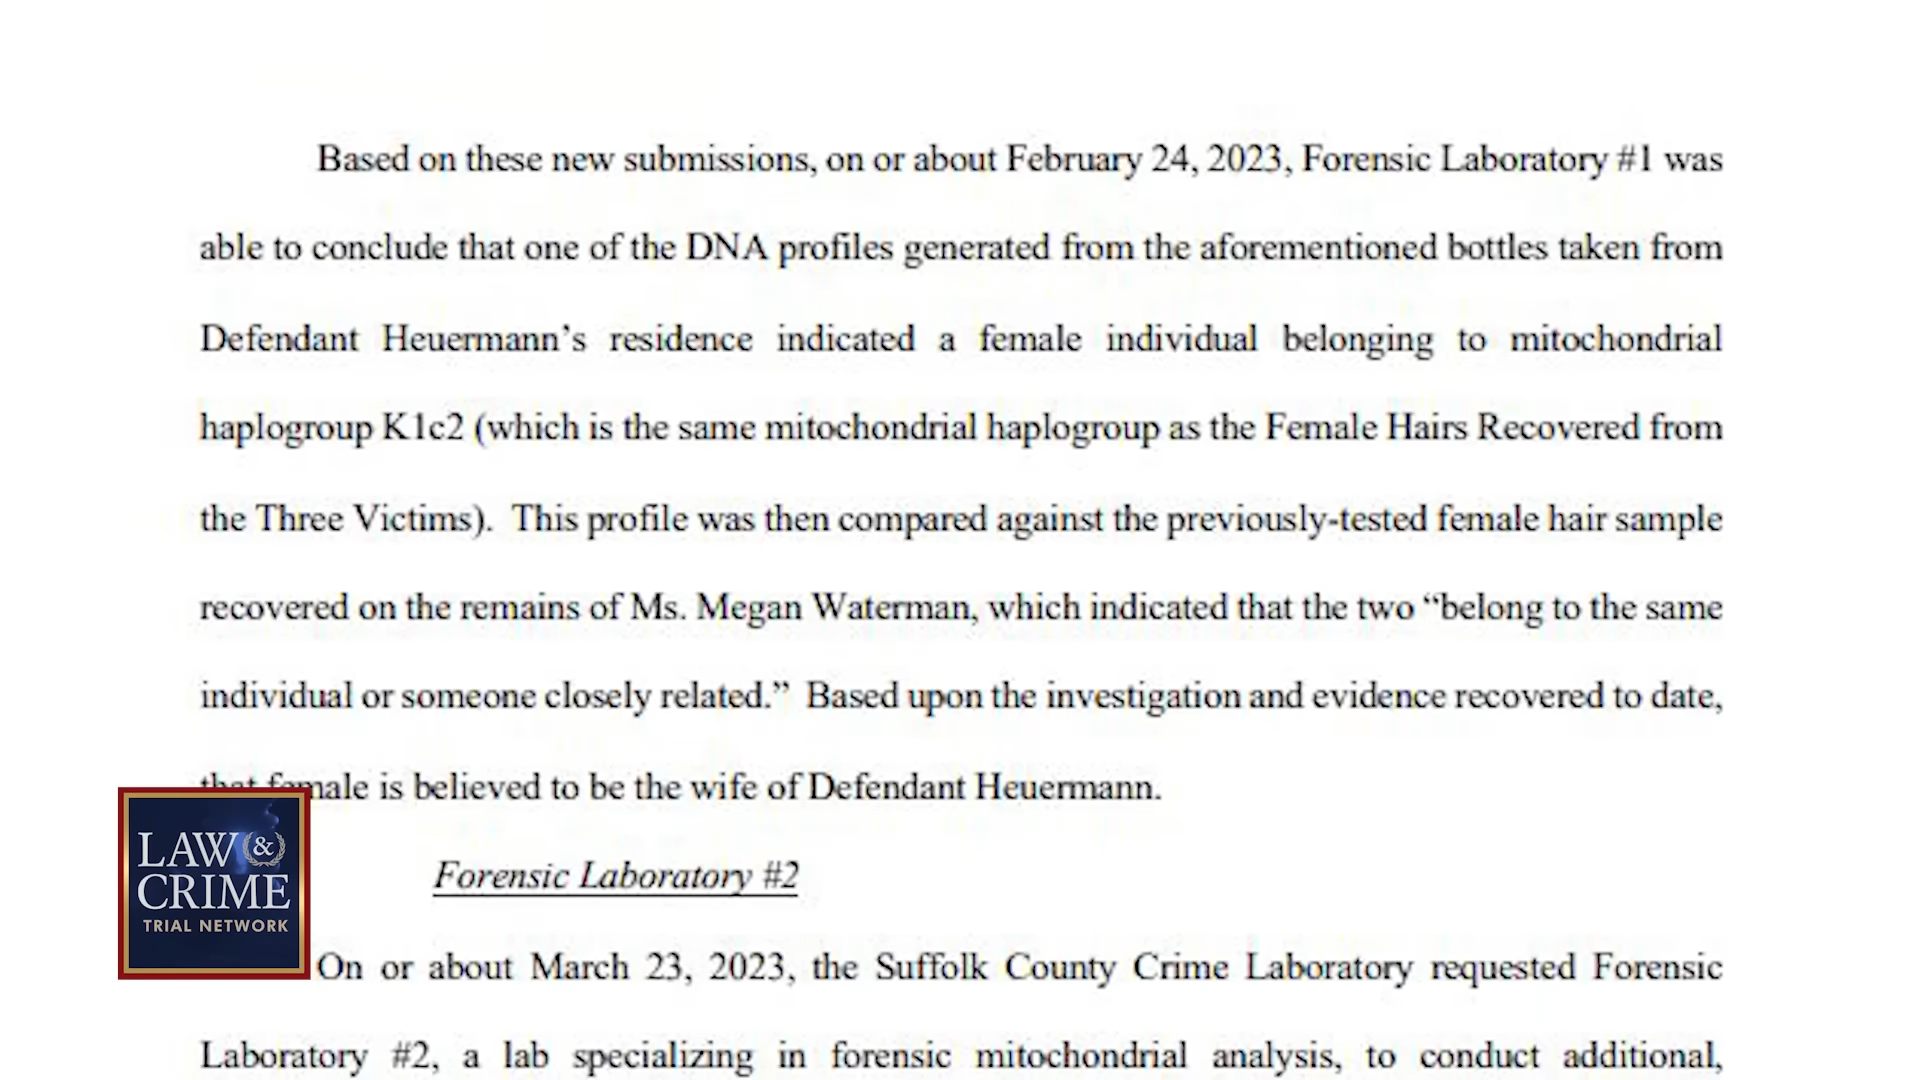 Based on these new submissions, on or about February 24, 2023, Forensic Laboratory #1 was
able to conclude that one of the DNA profiles generated from the aforementioned bottles taken from
Defendant Heuermann’s residence indicated a female individual belonging to mitochondrial
haplogroup K1c2 (which is the same mitochondrial haplogroup as the Female Hairs Recovered from
the Three Victims). This profile was then compared against the previously-tested female hair sample
recovered on the remains of Ms. Megan Waterman, which indicated that the two “belong to the same
individual or someone closely related.” Based upon the investigation and evidence recovered to date,
that female is believed to be the wife of Defendant Heuermann.
Forensic Laboratory #2
On or about March 23, 2023, the Suffolk County Crime Laboratory requested Forensic
Laboratory #2, a lab specializing in forensic mitochondrial analysis, to conduct additional,
LAW &
CRIME
TRIAL NETWORK